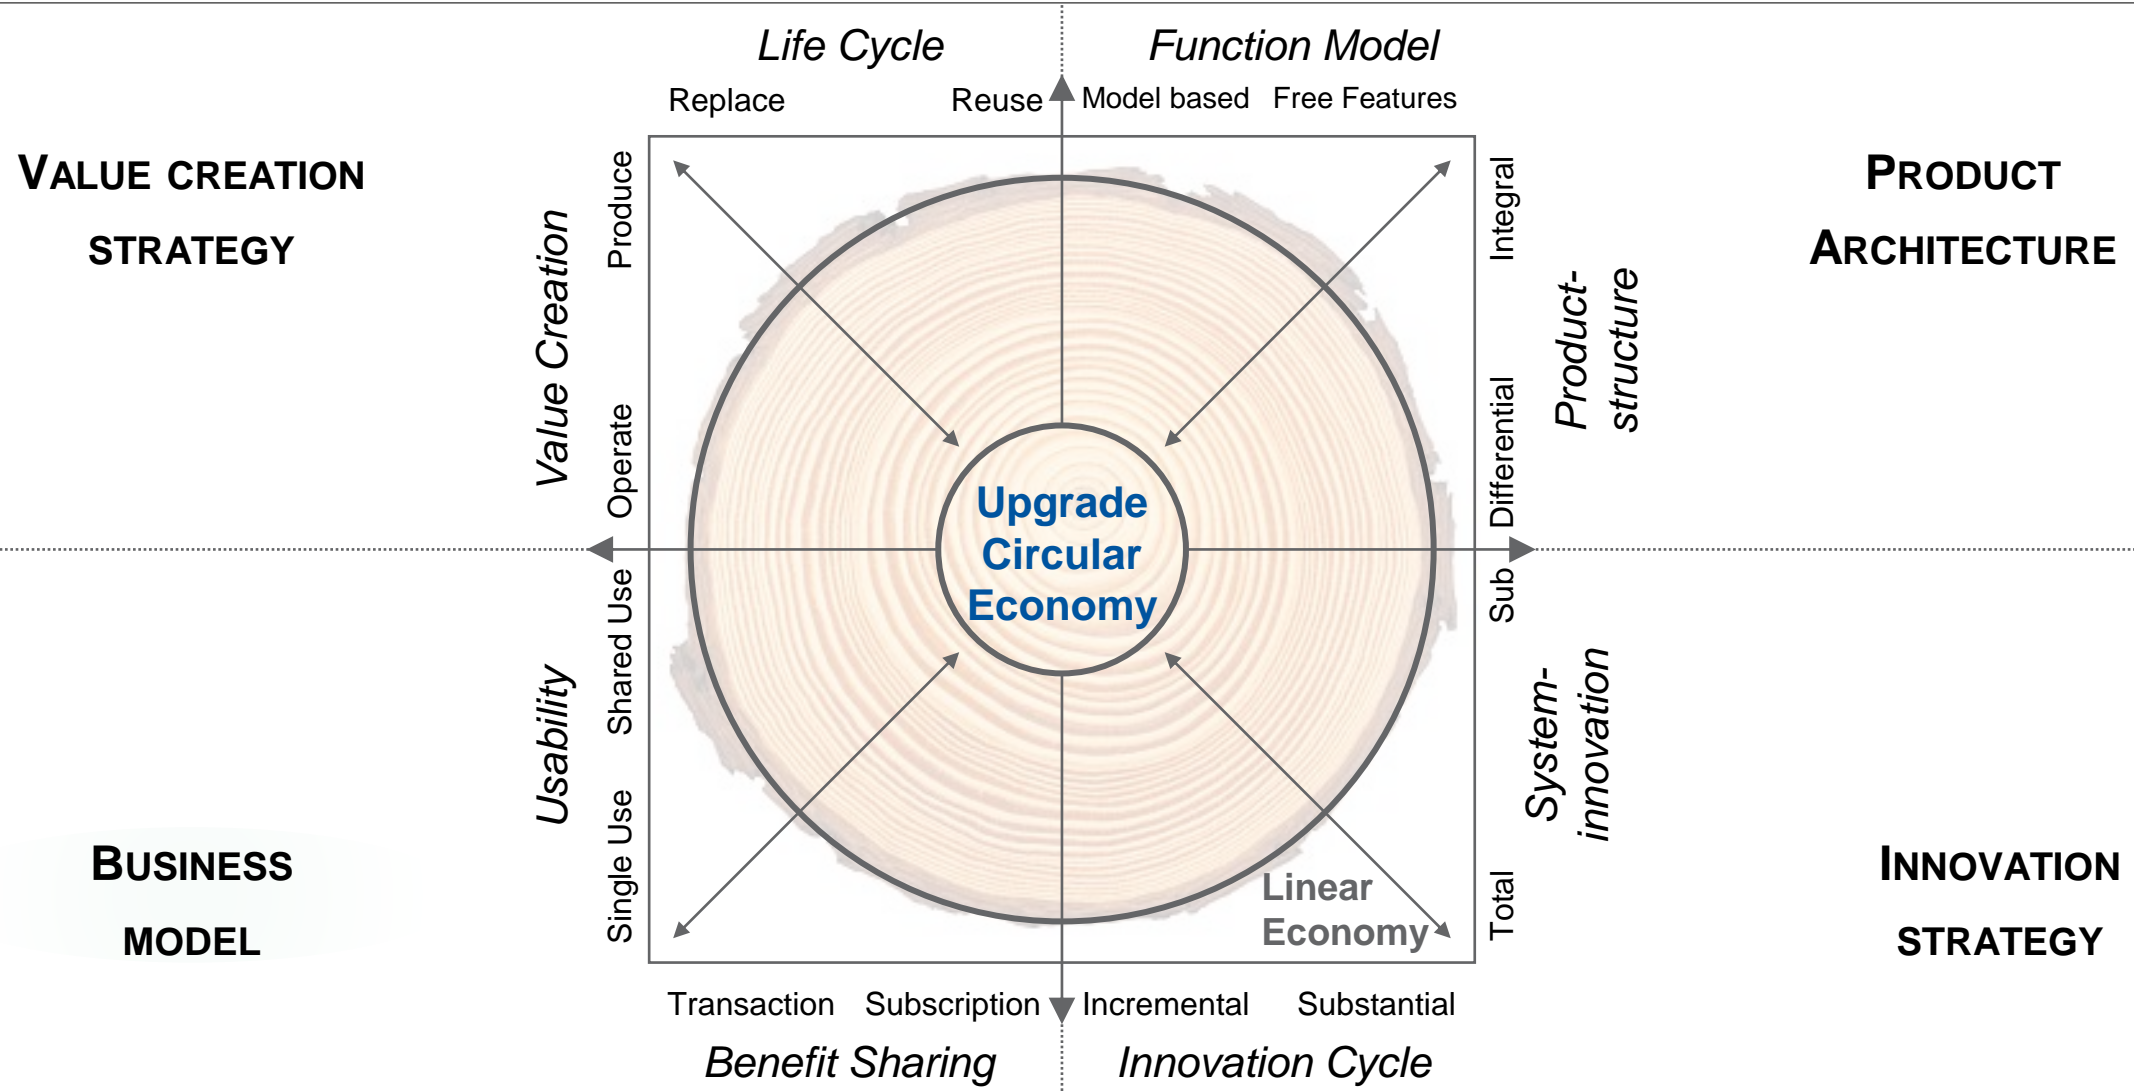 Life Cycle
Function Model
Replace
Reuse
Model based
Free Features
VALUE CREATION
STRATEGY
PRODUCT
ARCHITECTURE
Value Creation
Produce
Operate
Integral
Differential
Product-
structure
Upgrade
Circular
Economy
Usability
Shared Use
Single Use
Sub
Total
System-
innovation
BUSINESS
MODEL
Linear
Economy
INNOVATION
STRATEGY
Transaction
Subscription
Incremental
Substantial
Benefit Sharing
Innovation Cycle